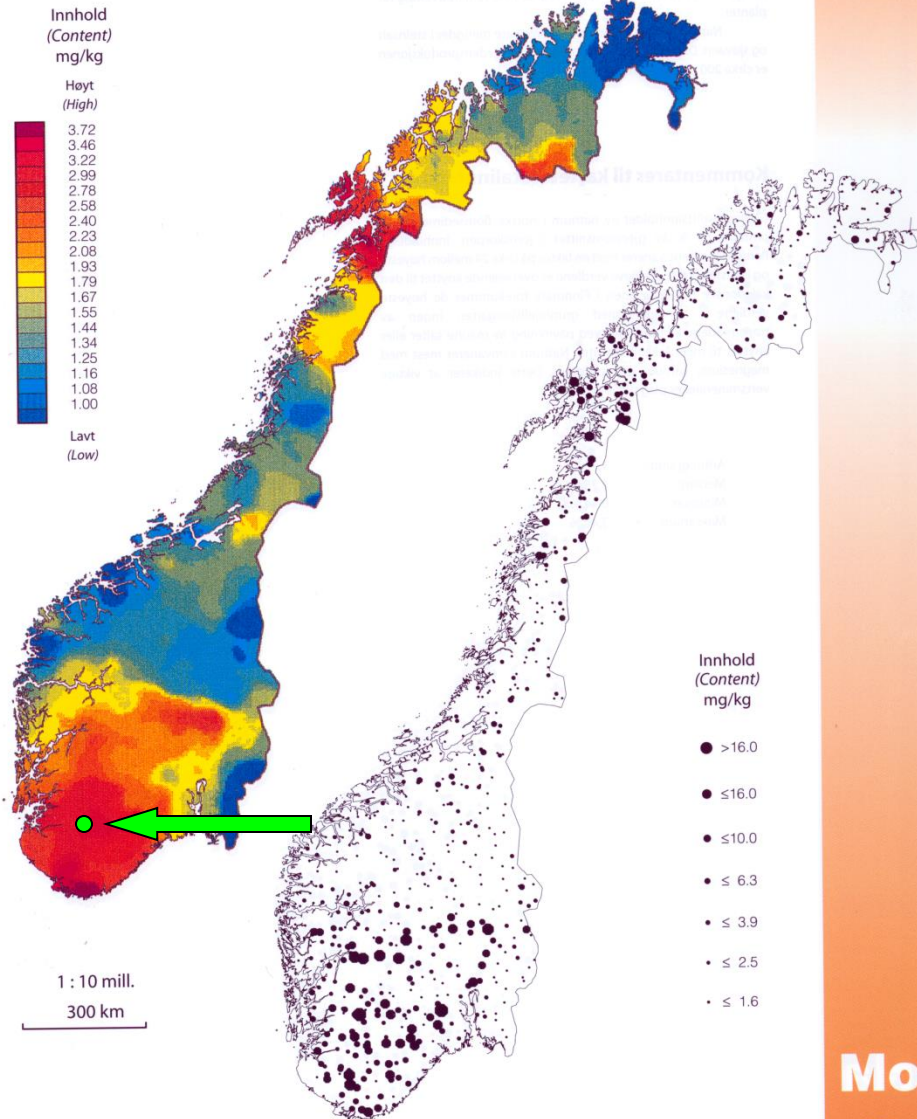 Innhold
(Content)
mg/kg
Høyt
(High)
3.72
3.46
3.22
2.99
2.78
2.58
2.40
2.23
2.08
1.93
1.79
1.67
1.55
1.44
1.34
1.25
1.16
1.08
1.00
Lavt
(Low)
1 : 10 mill.
300 km
Innhold
(Content)
mg/kg
>16.0
≤16.0
≤10.0
≤ 6.3
≤ 3.9
≤ 2.5
≤ 1.6
Mo